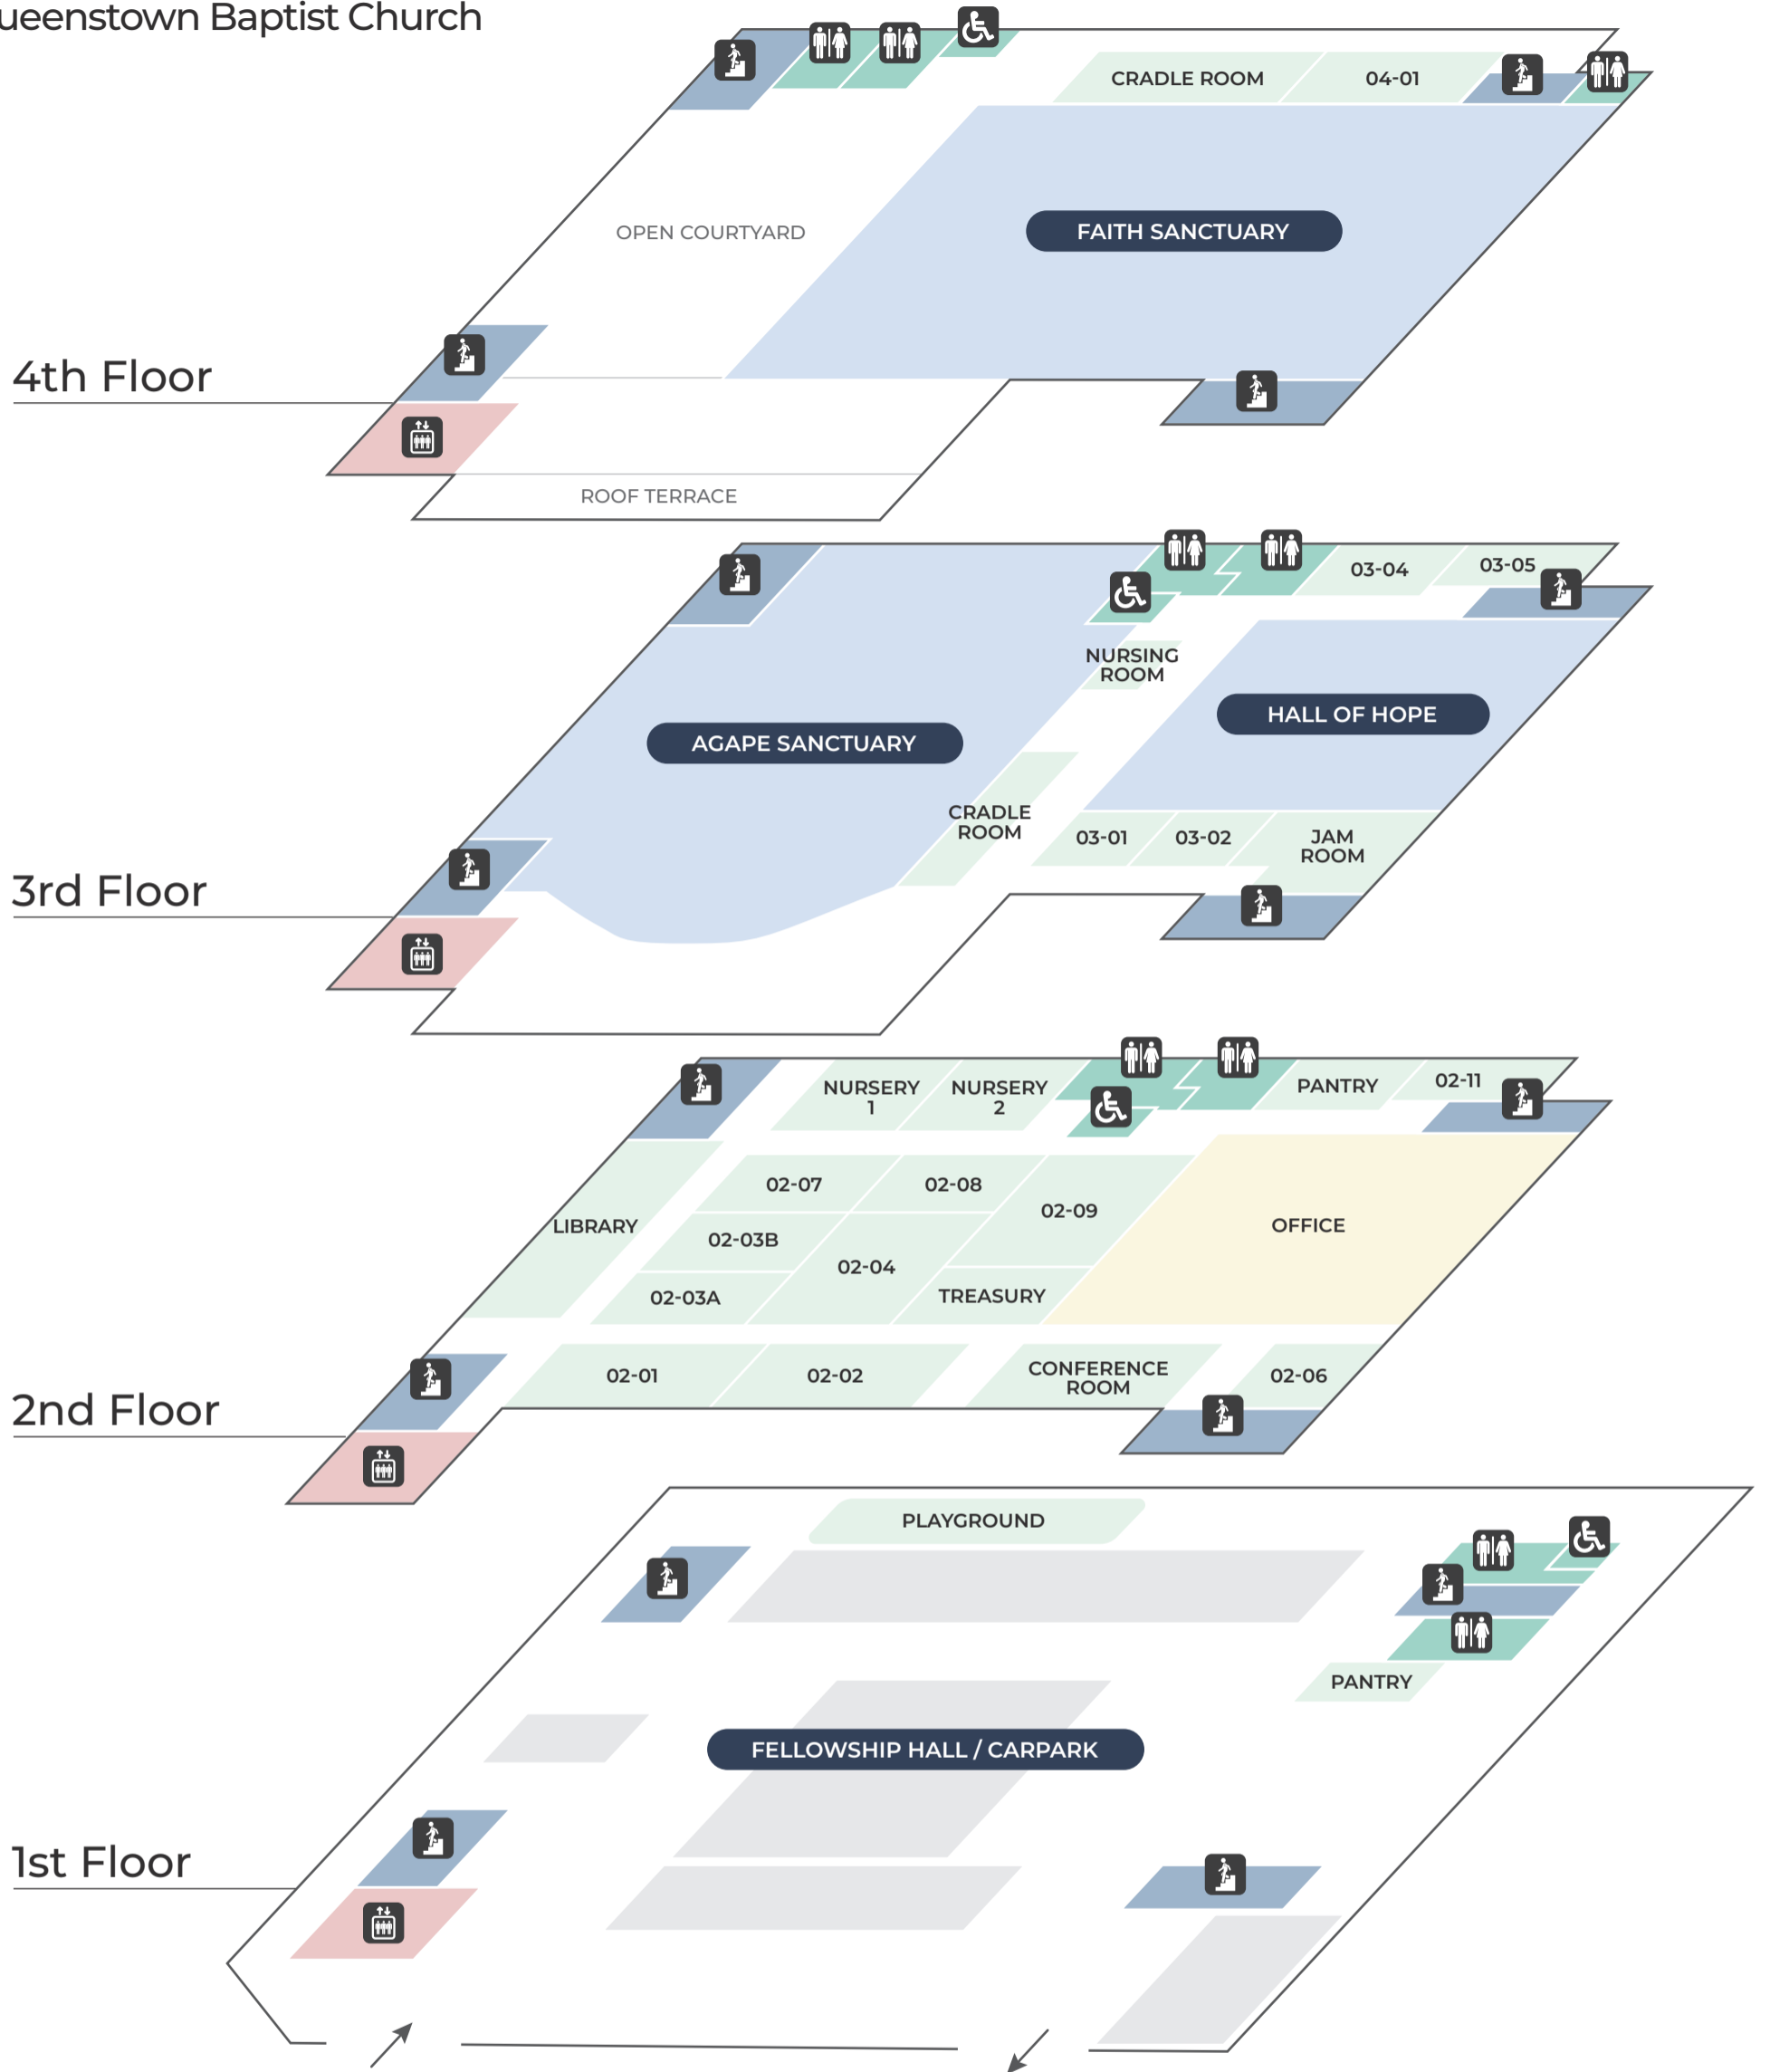 ueenstown Baptist Church
CRADLE ROOM
04-01
OPEN COURTYARD
FAITH SANCTUARY
4th Floor
ROOF TERRACE
03-04
03-05
NURSING
ROOM
HALL OF HOPE
AGAPE SANCTUARY
CRADLE
ROOM
03-01
03-02
JAM
ROOM
3rd Floor
NURSERY
1
NURSERY
2
PANTRY
02-11
02-07
02-08
02-09
LIBRARY
OFFICE
02-03B
02-04
02-03A
TREASURY
02-01
02-02
CONFERENCE
ROOM
02-06
2nd Floor
PLAYGROUND
PANTRY
FELLOWSHIP HALL / CARPARK
1st Floor